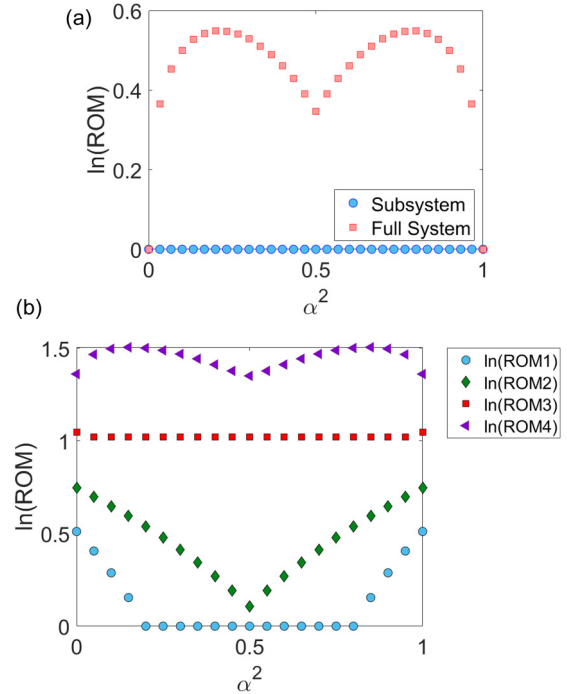 (a)
0.6
0.4
0.2
0
ln(ROM)
Subsystem
Full System
0
0.5
1
α²
(b)
1.5
1
0.5
0
ln(ROM)
ln(ROM1)
ln(ROM2)
ln(ROM3)
ln(ROM4)
0
0.5
1
α²